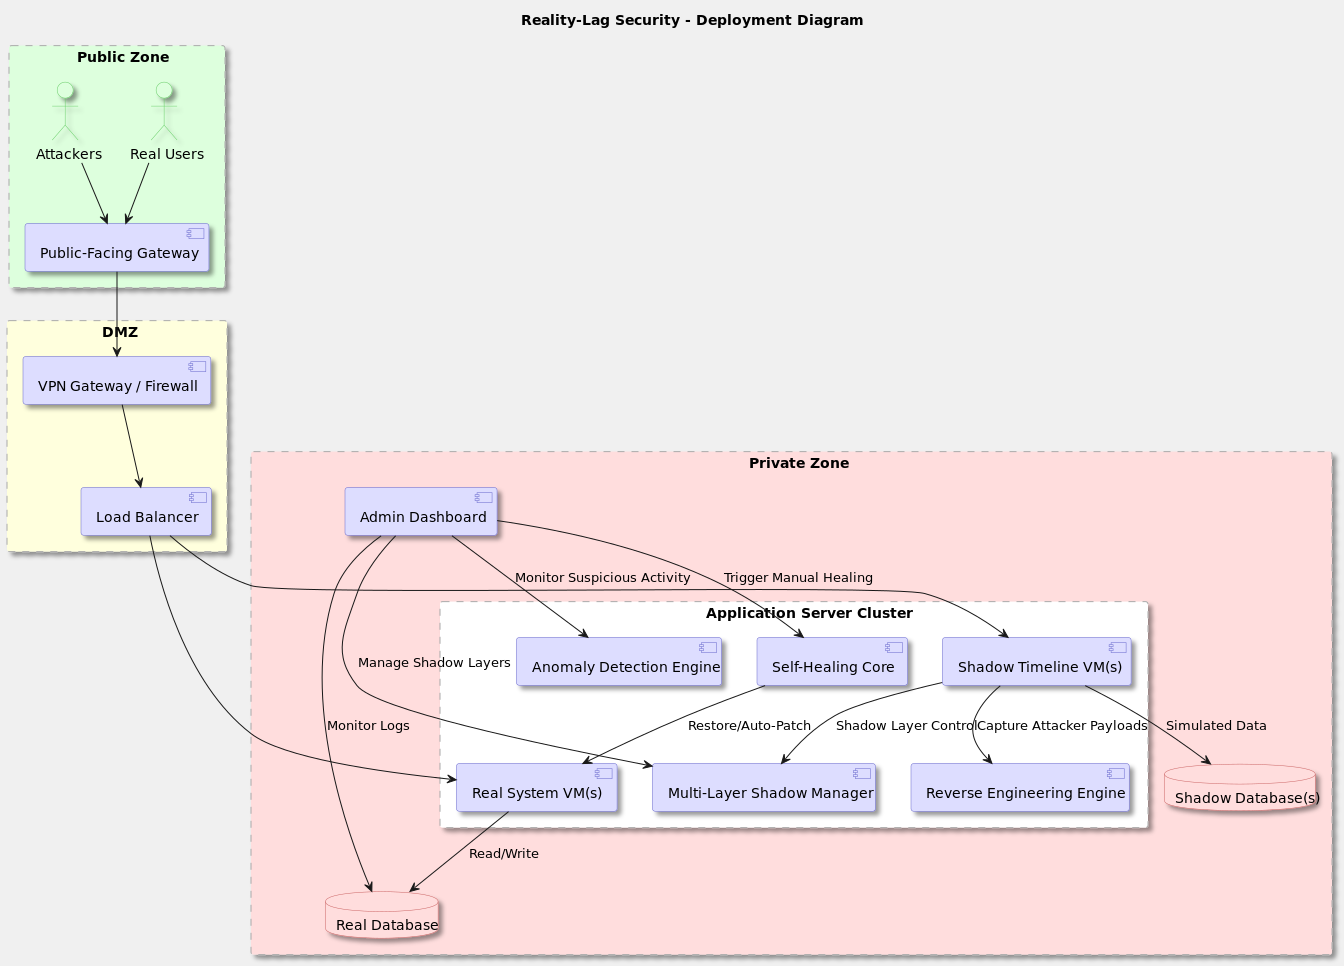 Reality-Lag Security - Deployment Diagram
Public Zone
Attackers
Real Users
Public-Facing Gateway
DMZ
VPN Gateway / Firewall
Load Balancer
Private Zone
Admin Dashboard
Monitor Suspicious Activity
Trigger Manual Healing
Application Server Cluster
Manage Shadow Layers
Anomaly Detection Engine
Self-Healing Core
Shadow Timeline VM(s)
Monitor Logs
Restore/Auto-Patch
Shadow Layer Control
Capture Attacker Payloads
Simulated Data
Real System VM(s)
Multi-Layer Shadow Manager
Reverse Engineering Engine
Shadow Database(s)
Read/Write
Real Database